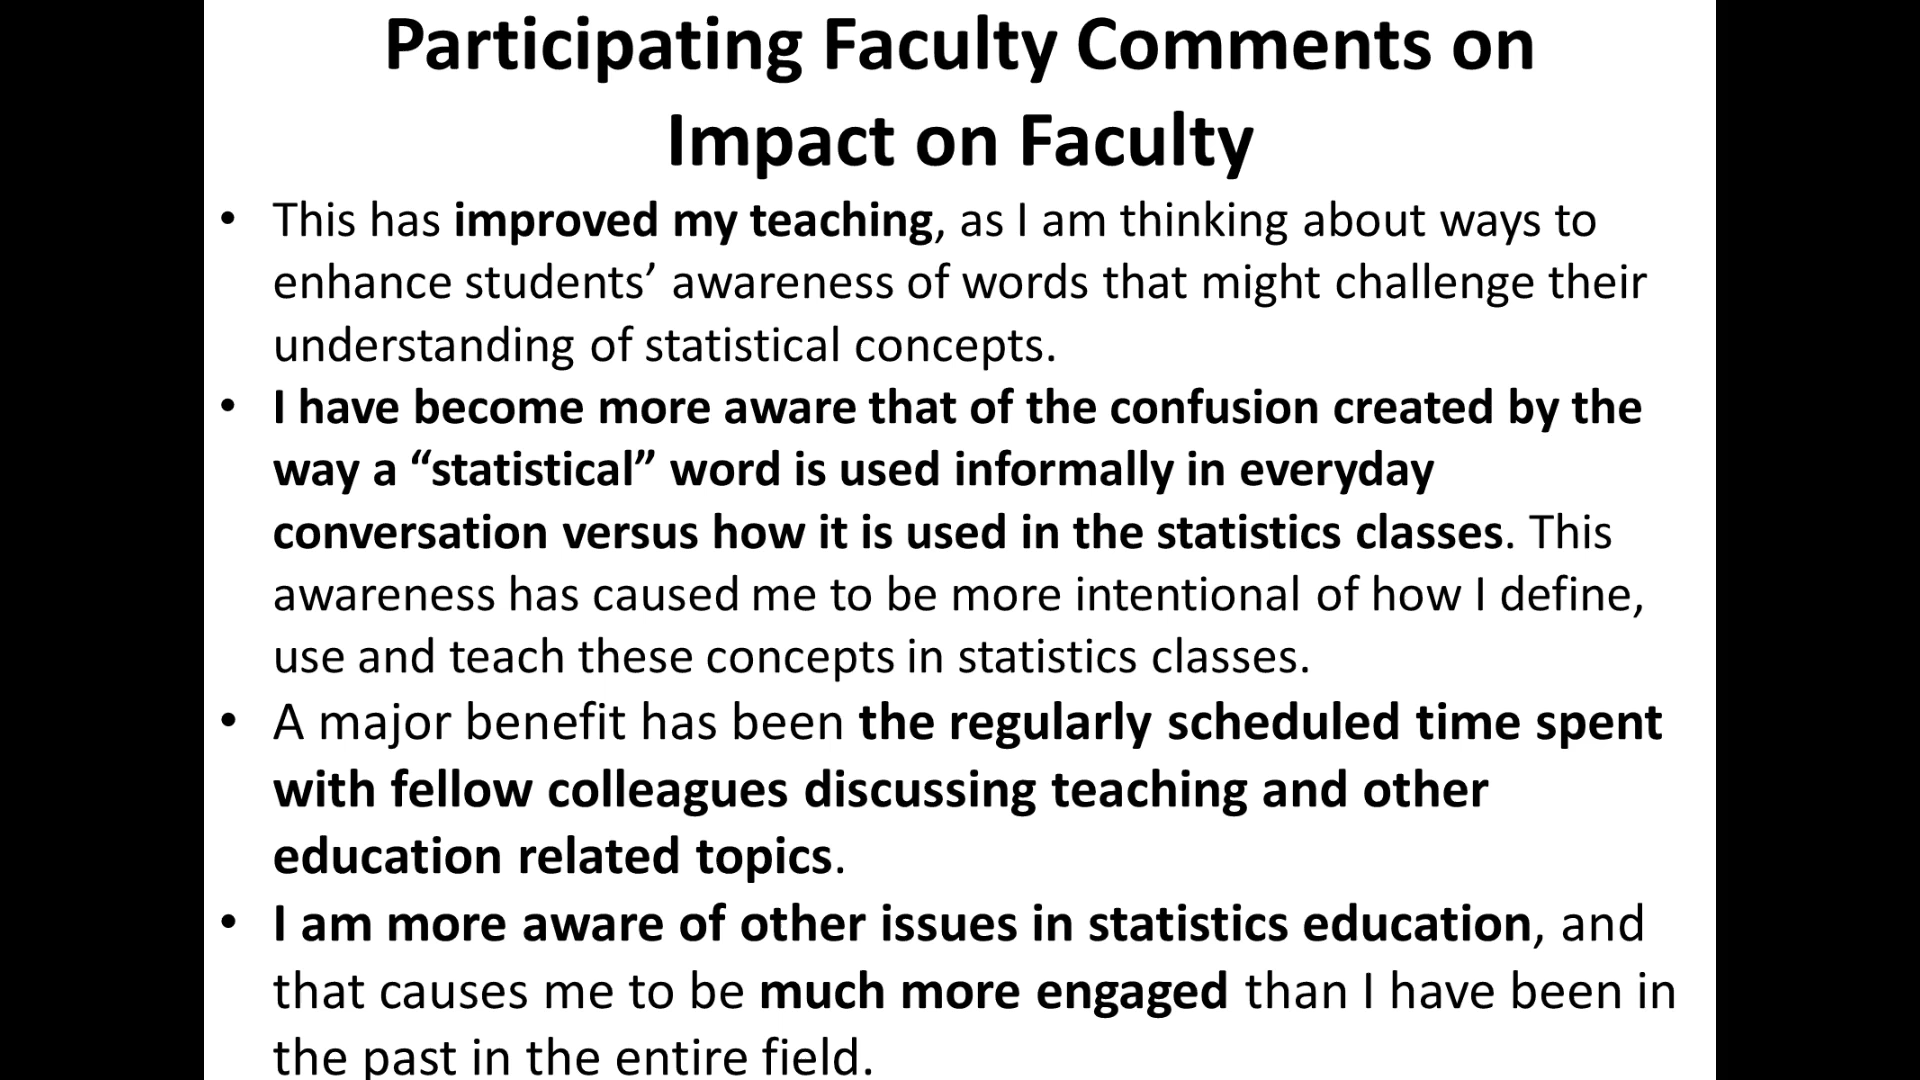 Participating Faculty Comments on
Impact on Faculty
• This has improved my teaching, as I am thinking about ways to
enhance students’ awareness of words that might challenge their
understanding of statistical concepts.
• I have become more aware that of the confusion created by the
way a “statistical” word is used informally in everyday
conversation versus how it is used in the statistics classes. This
awareness has caused me to be more intentional of how I define,
use and teach these concepts in statistics classes.
• A major benefit has been the regularly scheduled time spent
with fellow colleagues discussing teaching and other
education related topics.
• I am more aware of other issues in statistics education, and
that causes me to be much more engaged than I have been in
the past in the entire field.